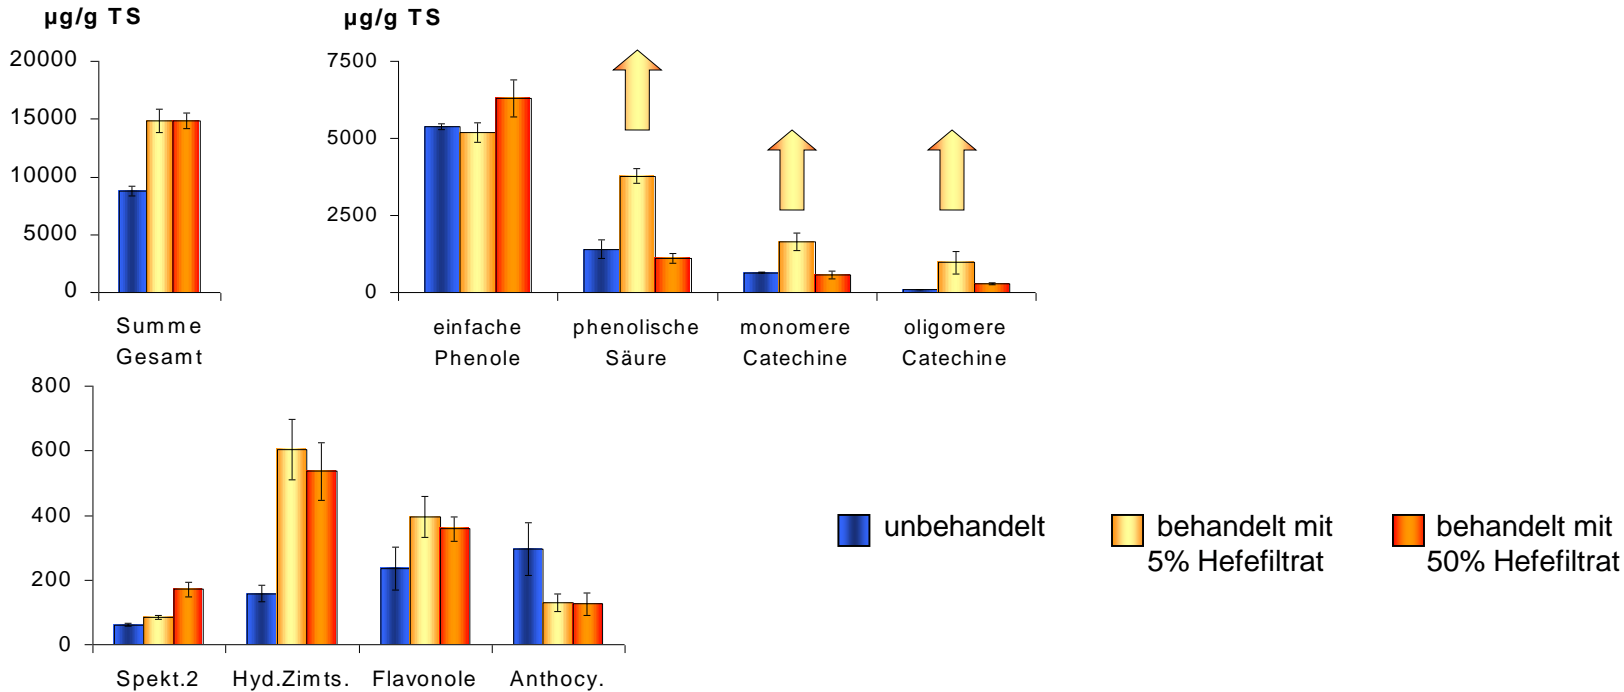 µg/g TS
20000
15000
10000
5000
0
Summe
Gesamt
µg/g TS
7500
5000
2500
0
einfache
Phenole
phenolische
Säure
monomere
Catechine
oligomere
Catechine
800
600
400
200
0
Spekt.2
Hyd.Zimts.
Flavonole
Anthocy.
unbehandelt
behandelt mit
5% Hefefiltrat
behandelt mit
50% Hefefiltrat